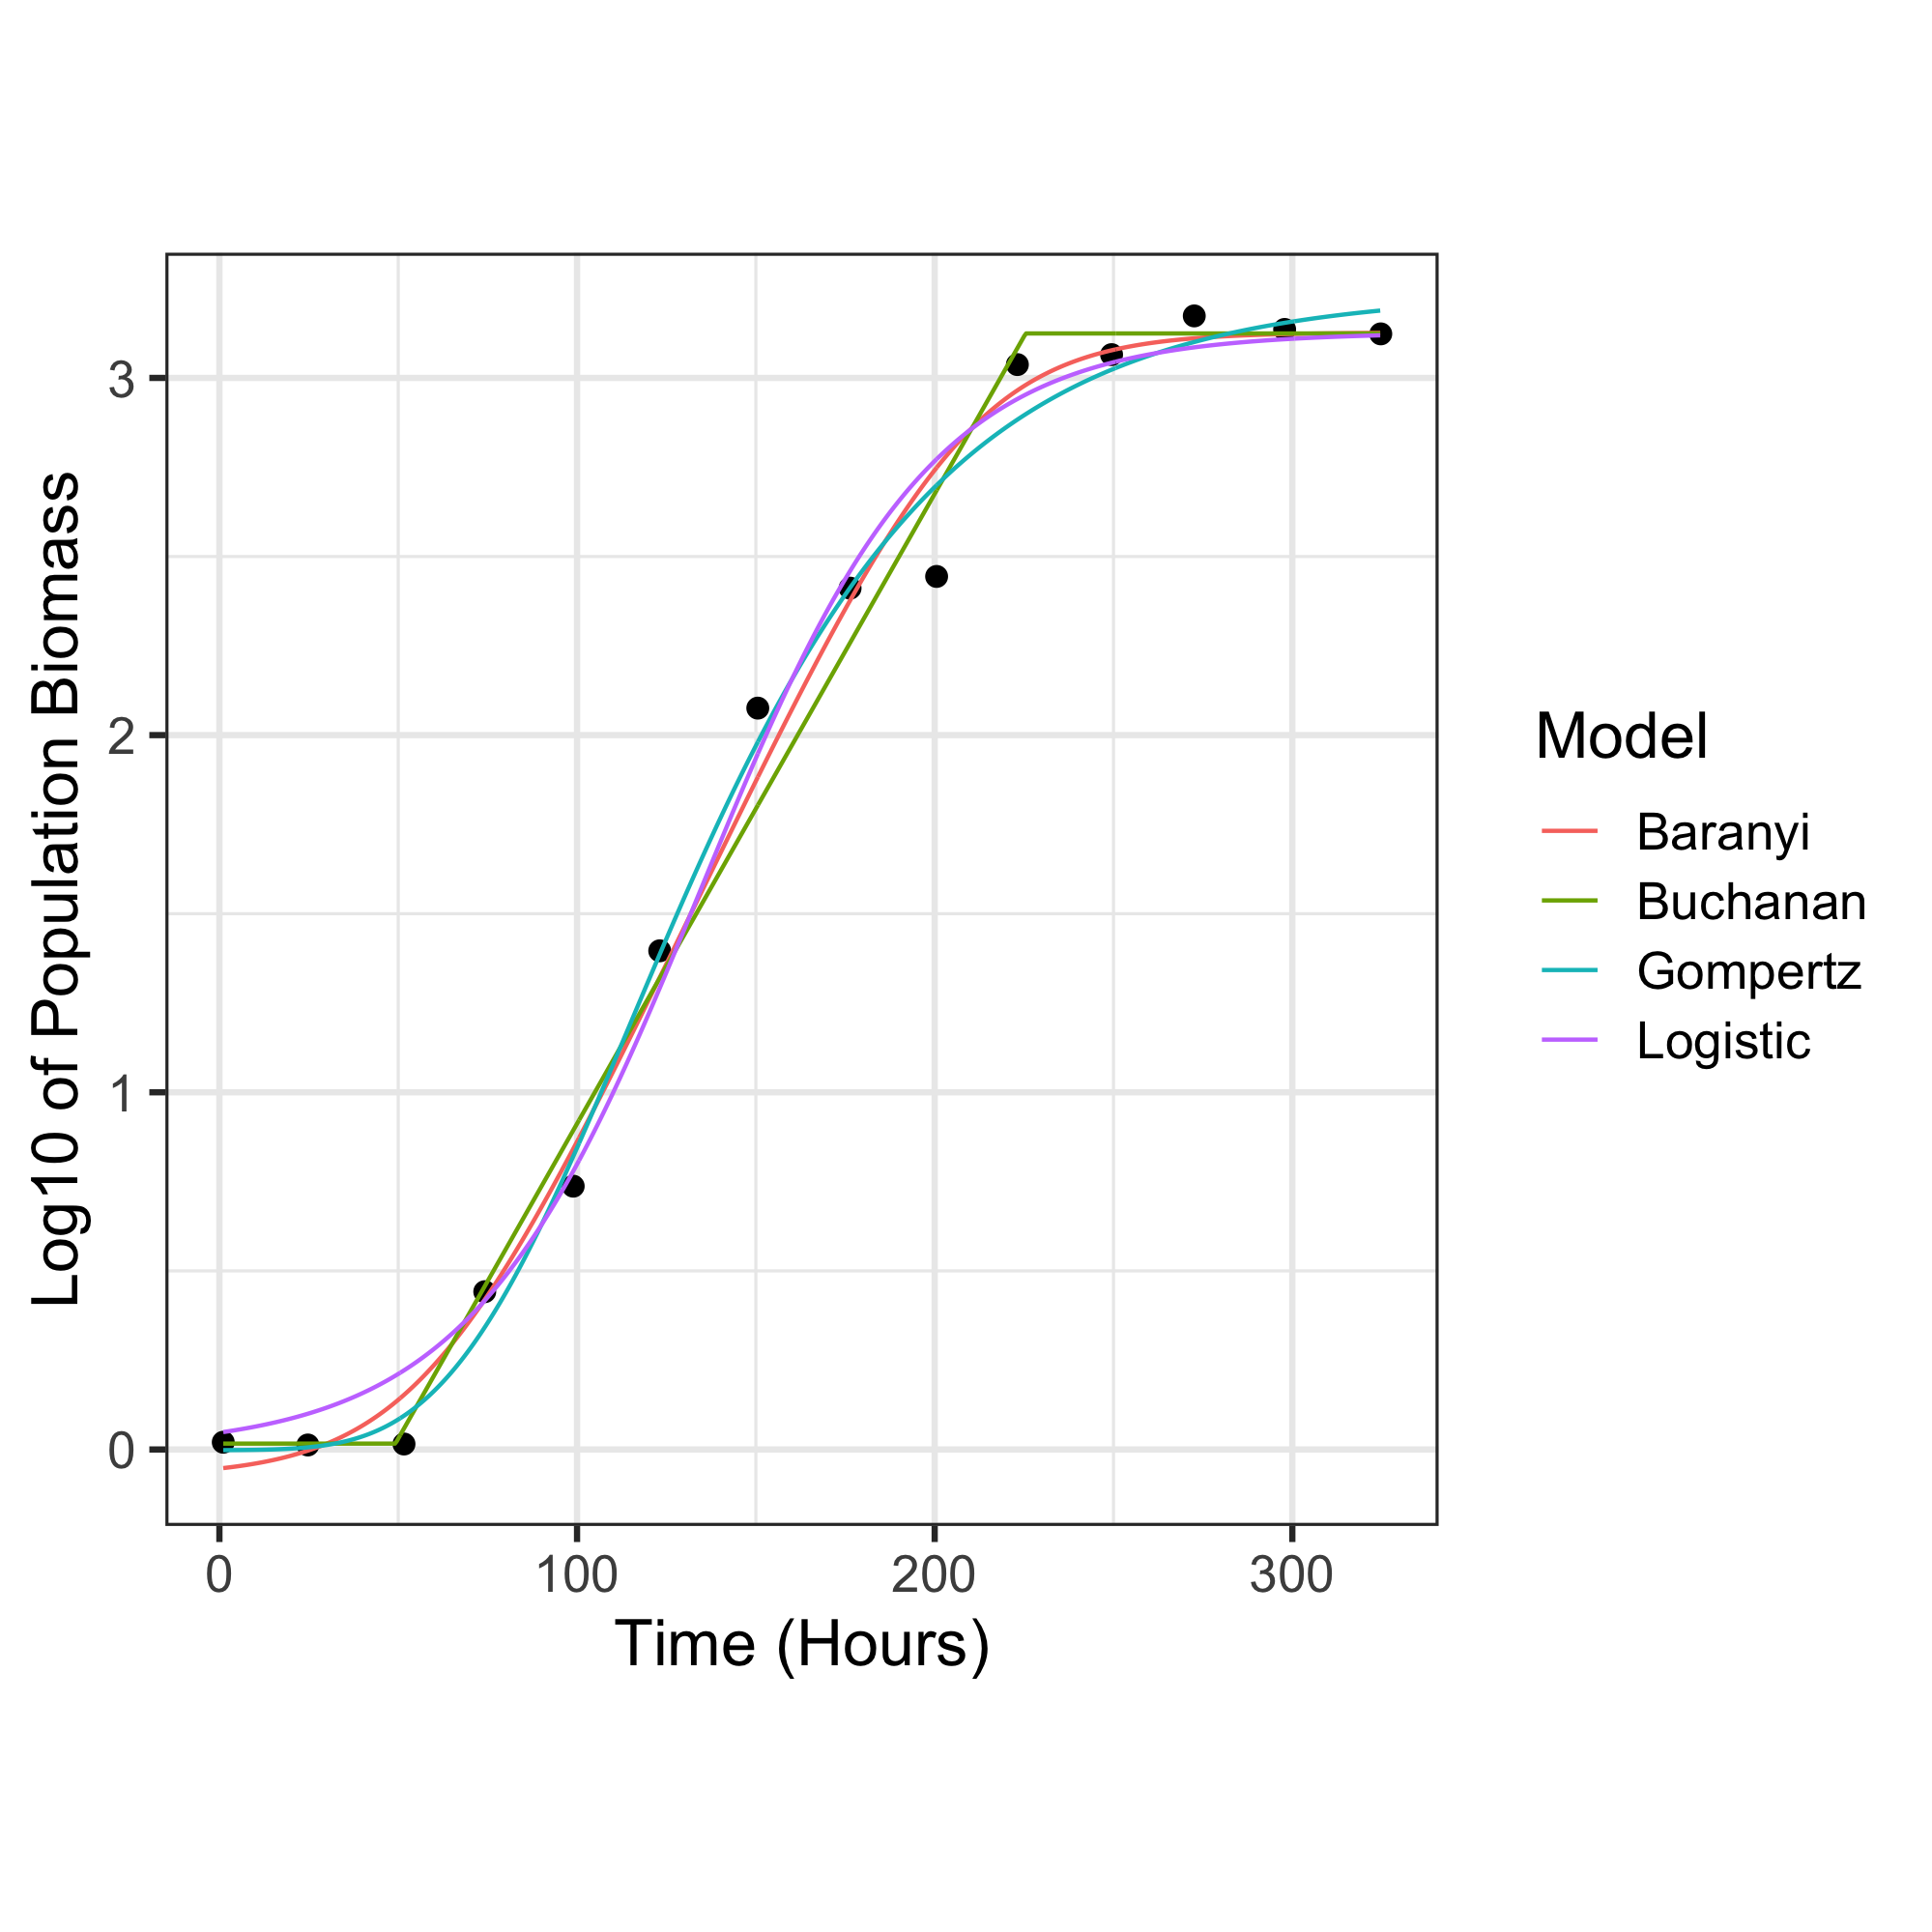 Log10 of Population Biomass
3
2
1
0
0 100 200 300
Time (Hours)
Model
Baranyi
Buchanan
Gompertz
Logistic